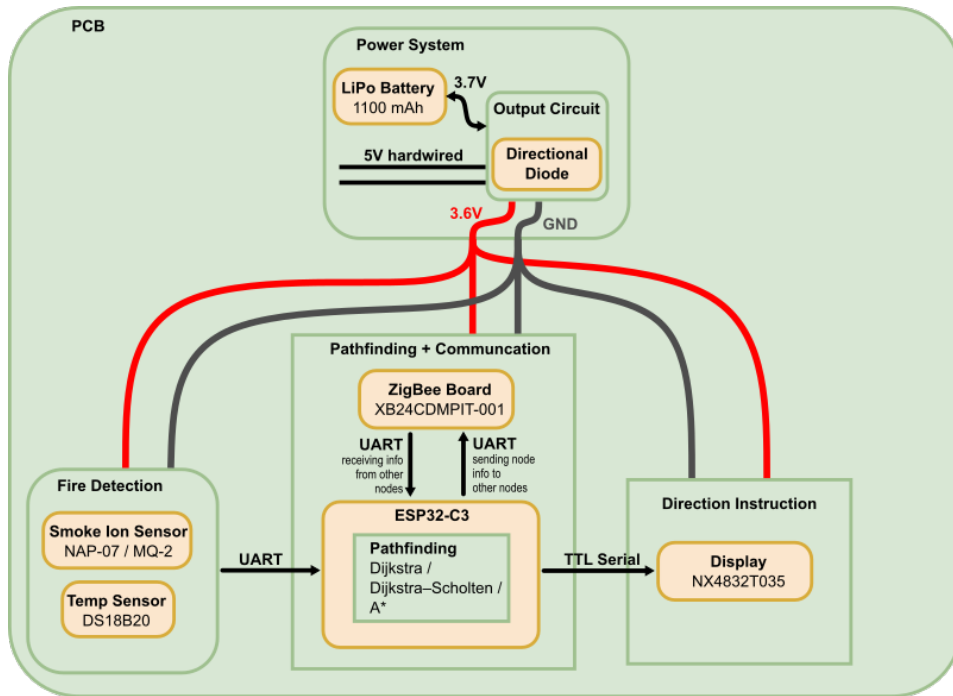 PCB
Power System
LiPo Battery
1100 mAh
3.7V
Output Circuit
Directional
Diode
5V hardwired
3.6V
GND
Pathfinding + Communcation
ZigBee Board
XB24CDMPIT-001
UART
receiving info
from other
nodes
UART
sending node
info to
other nodes
Fire Detection
Smoke Ion Sensor
NAP-07 / MQ-2
Temp Sensor
DS18B20
UART
ESP32-C3
Pathfinding
Dijkstra /
Dijkstra–Scholten /
A*
TTL Serial
Direction Instruction
Display
NX4832T035